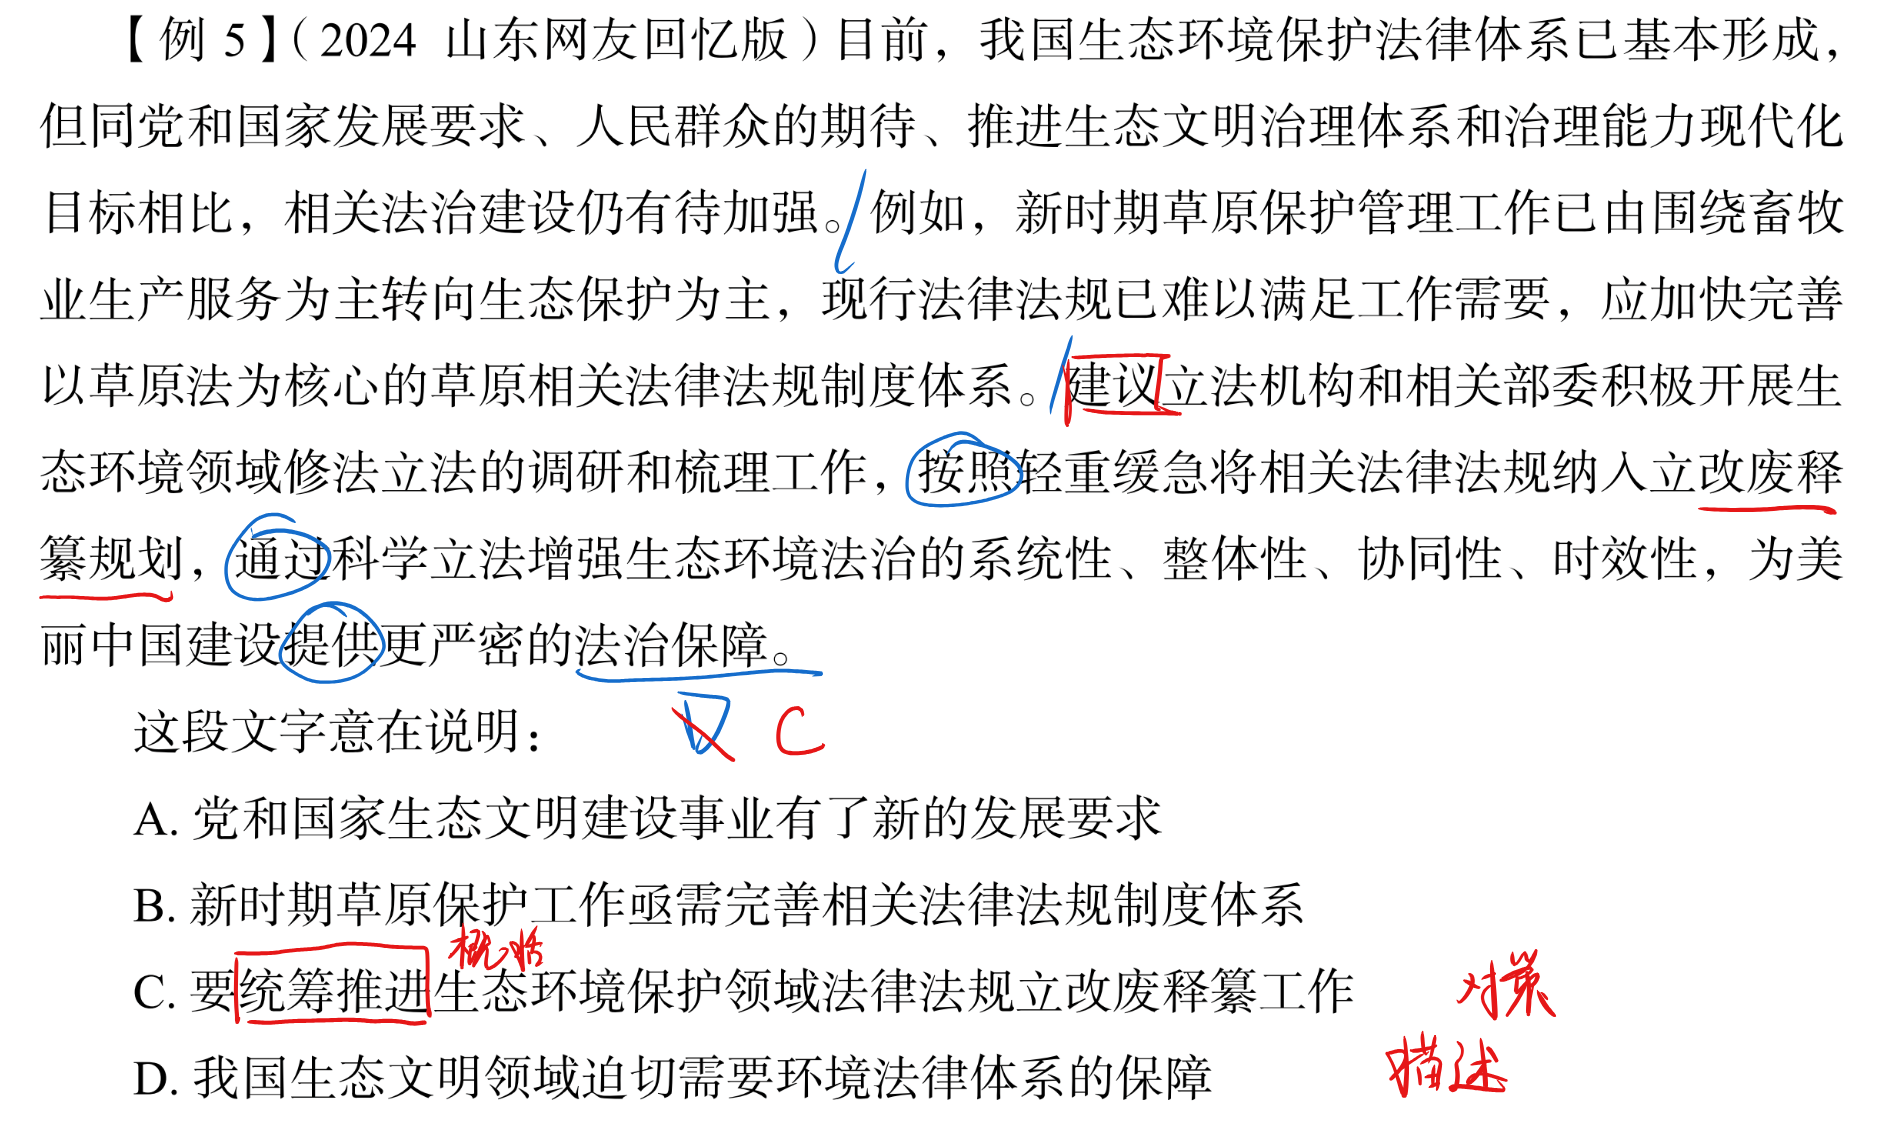 【例 5】（2024 山东网友回忆版）目前，我国生态环境保护法律体系已基本形成，
但同党和国家发展要求、人民群众的期待、推进生态文明治理体系和治理能力现代化
目标相比，相关法治建设仍有待加强。例如，新时期草原保护管理工作已由围绕畜牧
业生产服务为主转向生态保护为主，现行法律法规已难以满足工作需要，应加快完善
以草原法为核心的草原相关法律法规制度体系。建议立法机构和相关部委积极开展生
态环境领域修法立法的调研和梳理工作，按照轻重缓急将相关法律法规纳入立改废释
纂规划，通过科学立法增强生态环境法治的系统性、整体性、协同性、时效性，为美
丽中国建设提供更严密的法治保障。
这段文字意在说明：
D C
A. 党和国家生态文明建设事业有了新的发展要求
B. 新时期草原保护工作亟需完善相关法律法规制度体系
概括
C. 要统筹推进生态环境保护领域法律法规立改废释纂工作
对策
D. 我国生态文明领域迫切需要环境法律体系的保障
描述